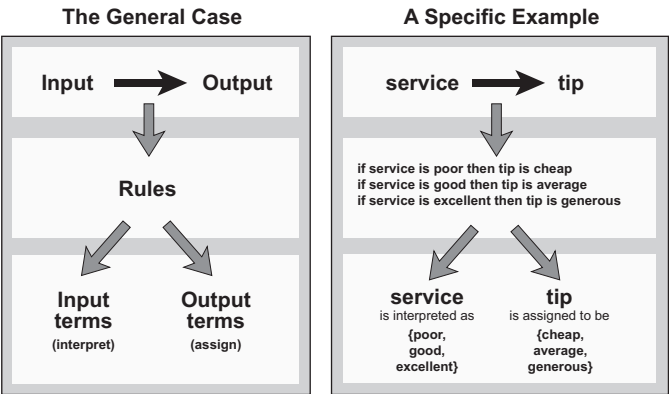 The General Case
Input Output
Rules
Input
terms
(interpret)
Output
terms
(assign)
A Specific Example
service tip
if service is poor then tip is cheap
if service is good then tip is average
if service is excellent then tip is generous
service
is interpreted as
{poor,
good,
excellent}
tip
is assigned to be
{cheap,
average,
generous}